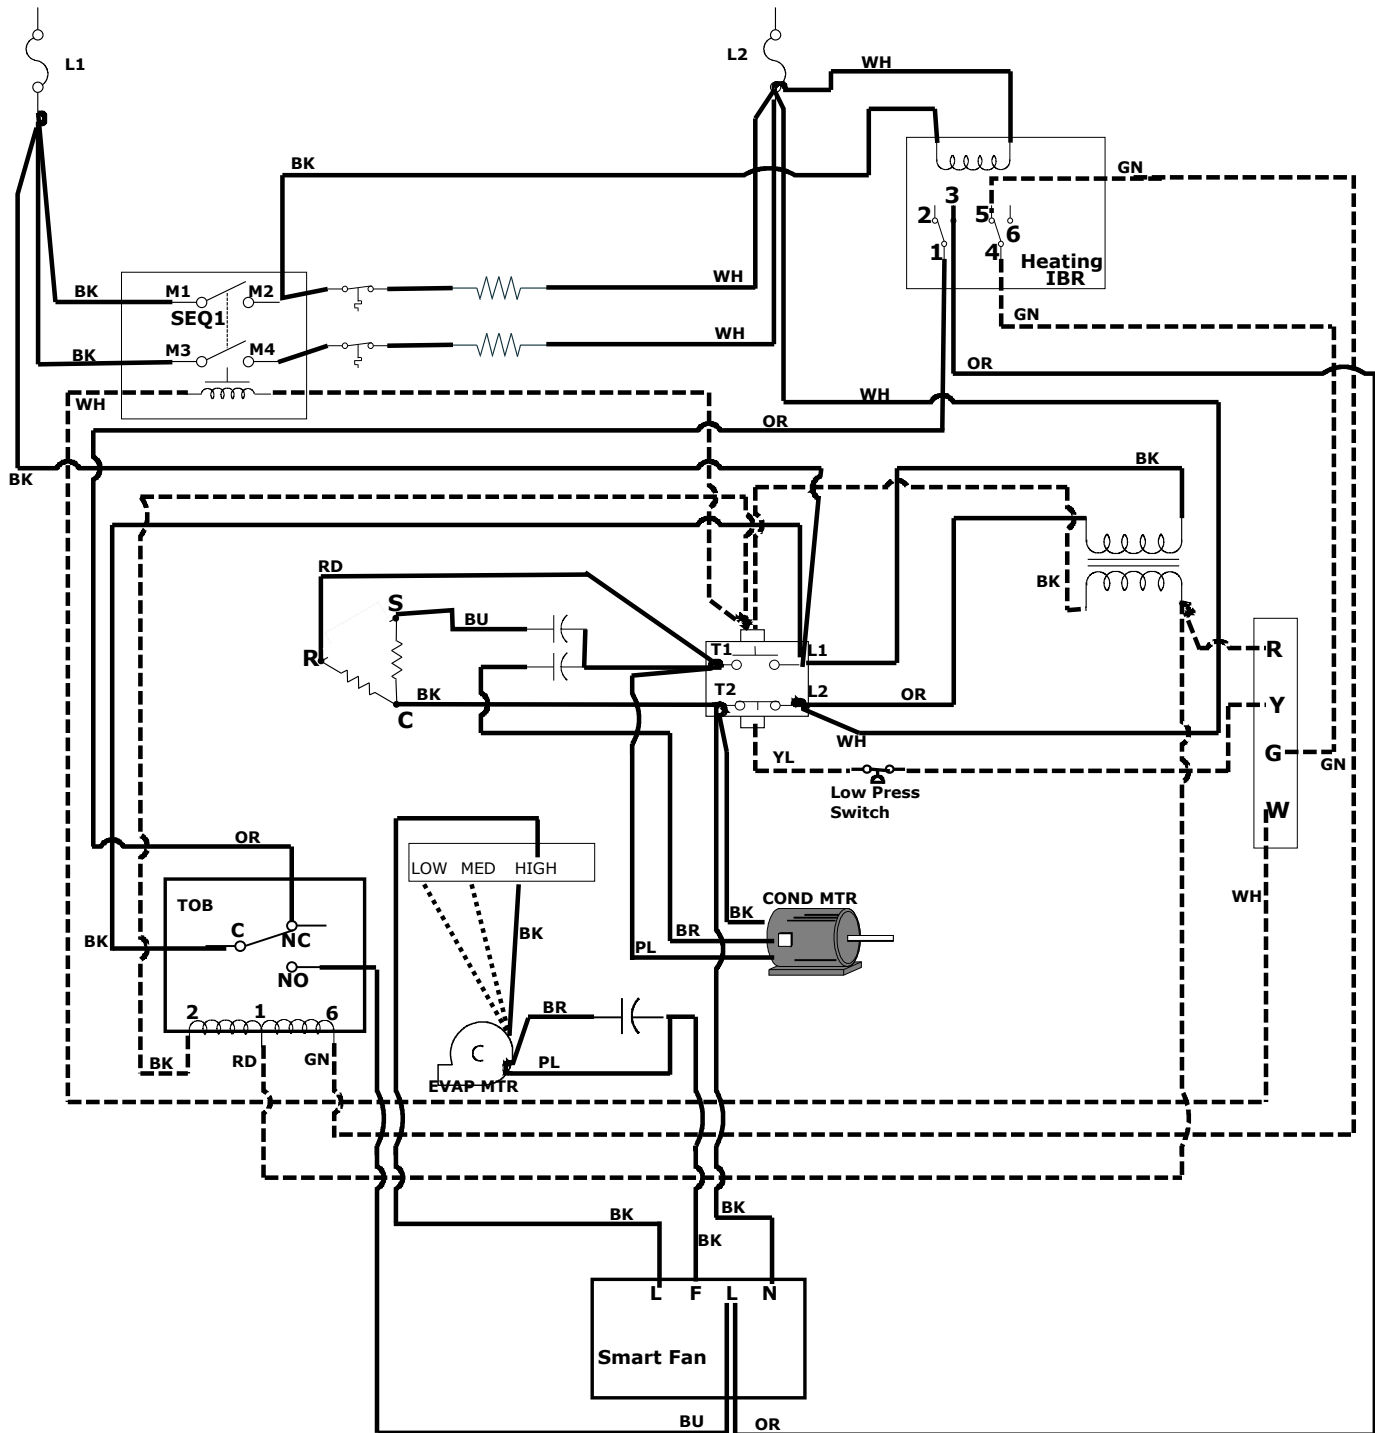 L1
L2
WH
BK
GN
3
2
5
6
1
4
Heating
IBR
WH
BK
M1
M2
SEQ1
GN
BK
M3
M4
WH
OR
WH
WH
OR
BK
BK
RD
BK
S
BU
R
T1
L1
R
BK
T2
L2
OR
Y
C
WH
YL
G
GN
Low Press
Switch
W
OR
LOW
MED
HIGH
WH
TOB
COND MTR
C
NC
BK
BK
BK
BR
PL
NO
2
1
6
BR
C
BK
RD
GN
PL
EVAP MTR
BK
BK
BK
L
F
L
N
Smart Fan
BU
OR